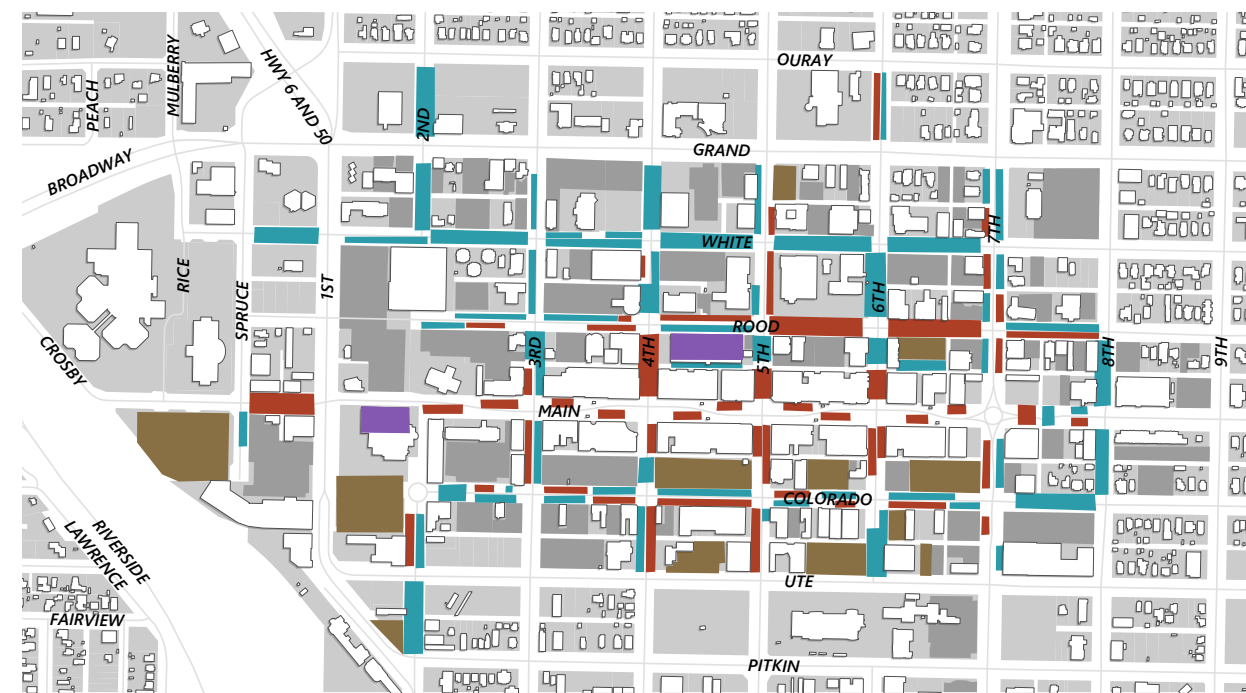 OURAY
MULBERRY
HWY 6 AND 50
PEACH
2ND
GRAND
BROADWAY
7TH
WHITE
RICE
1ST
6TH
SPRUCE
ROOD
3RD
4TH
5TH
8TH
9TH
CROSBY
MAIN
COLORADO
RIVERSIDE
LAWRENCE
UTE
FAIRVIEW
PITKIN